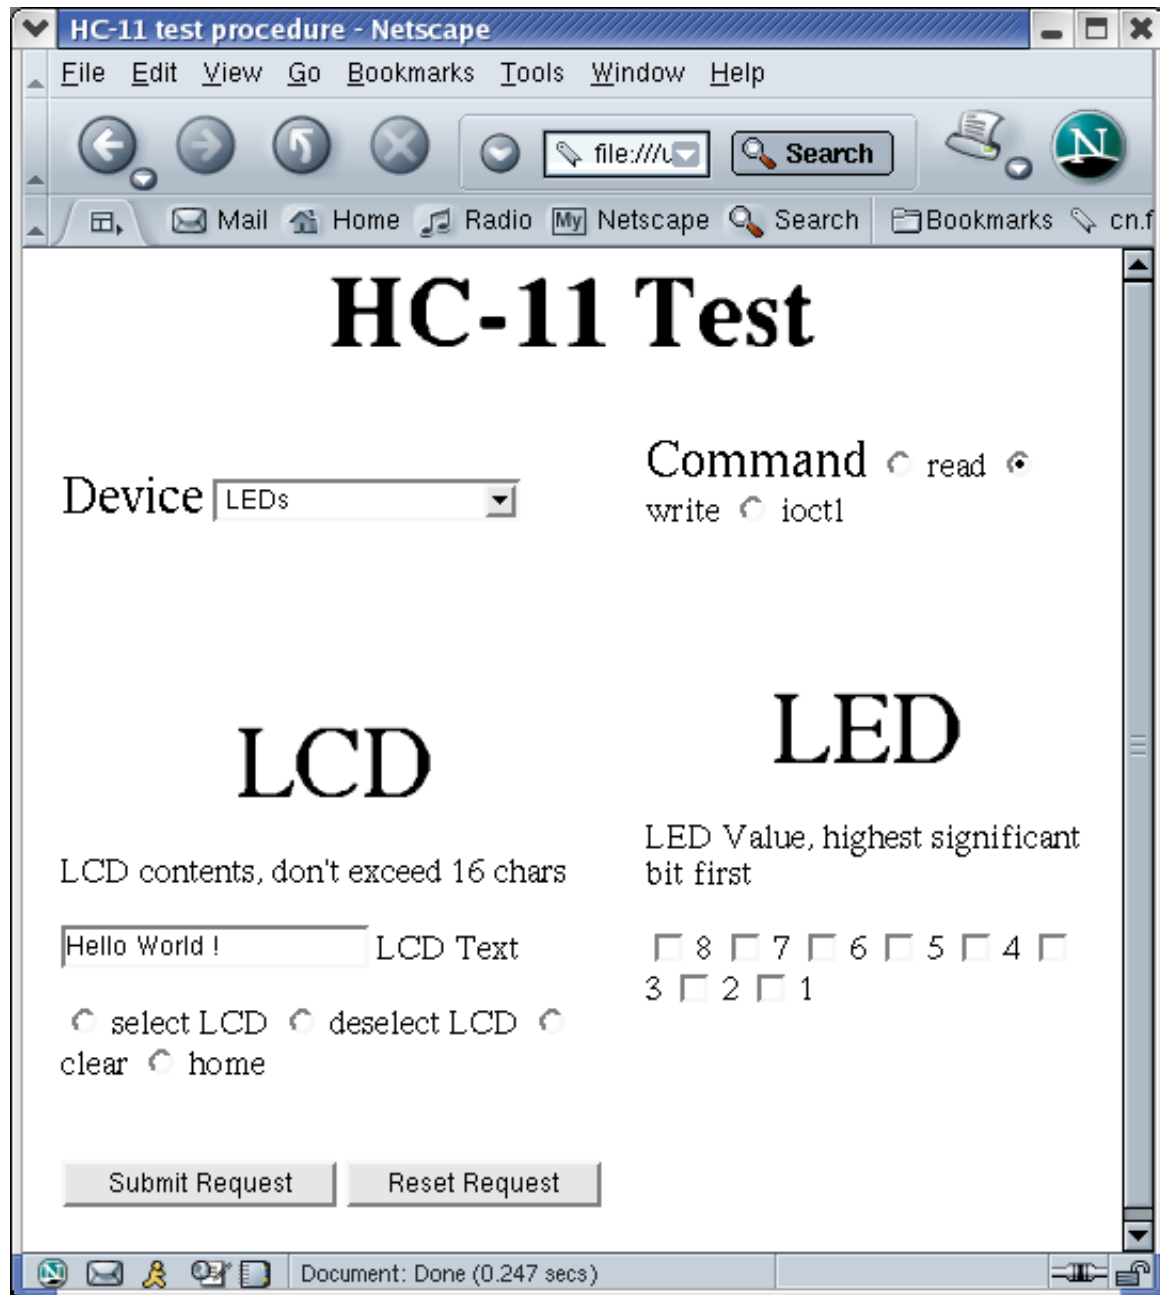 HC-11 test procedure - Netscape
File Edit View Go Bookmarks Tools Window Help
file:///u Search N
Mail Home Radio My Netscape Search Bookmarks cn.f
HC-11 Test
Device LEDs
Command read
write ioctl
LCD
LCD contents, don't exceed 16 chars
Hello World ! LCD Text
select LCD deselect LCD
clear home
LED
LED Value, highest significant
bit first
8 7 6 5 4
3 2 1
Submit Request Reset Request
N Document: Done (0.247 secs)